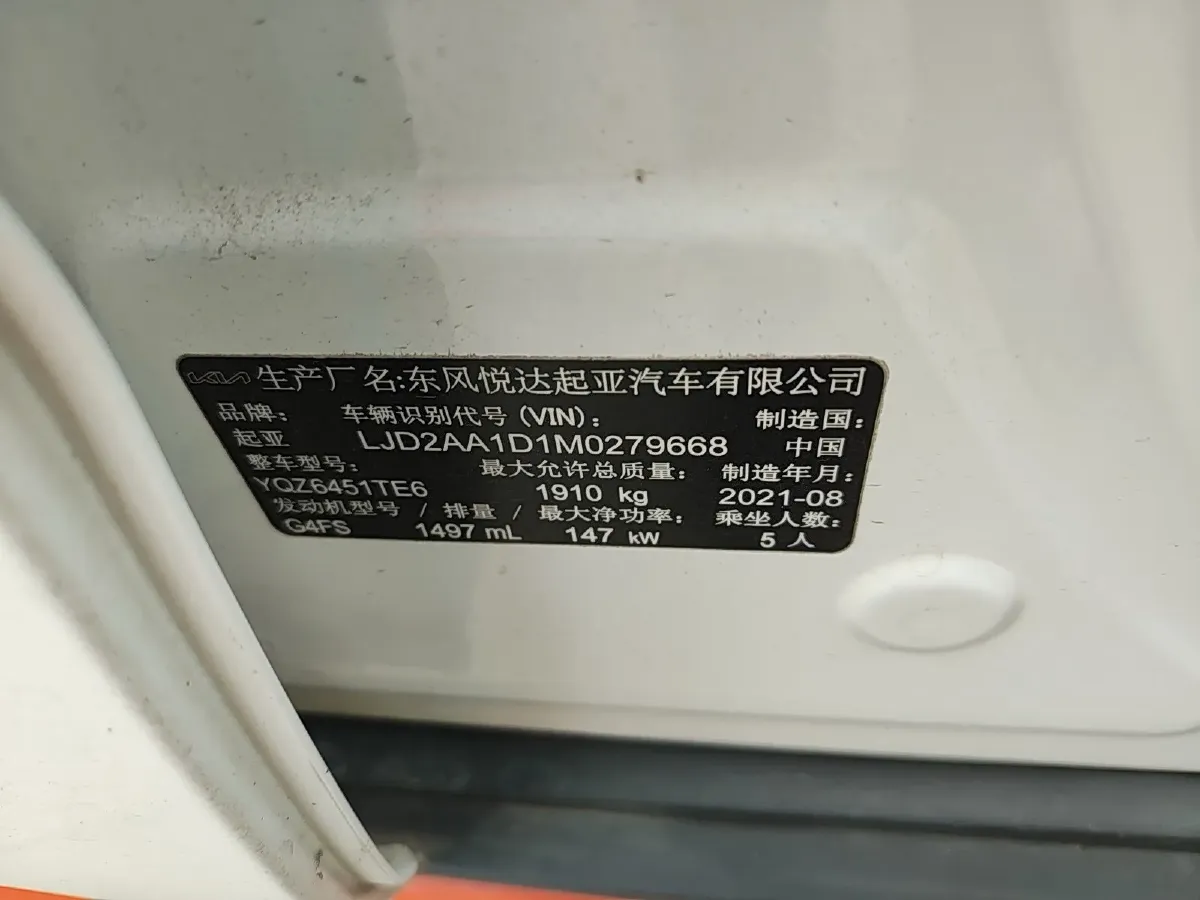 KIA 生产厂名:东风悦达起亚汽车有限公司
品牌: 车辆识别代号 (VIN): 制造国:
起亚 LJD2AA1D1M0279668 中国
整车型号: 最大允许总质量: 制造年月:
YQZ6451TE6 1910 kg 2021-08
发动机型号 / 排量 / 最大净功率: 乘坐人数:
G4FS 1497 mL 147 kW 5 人